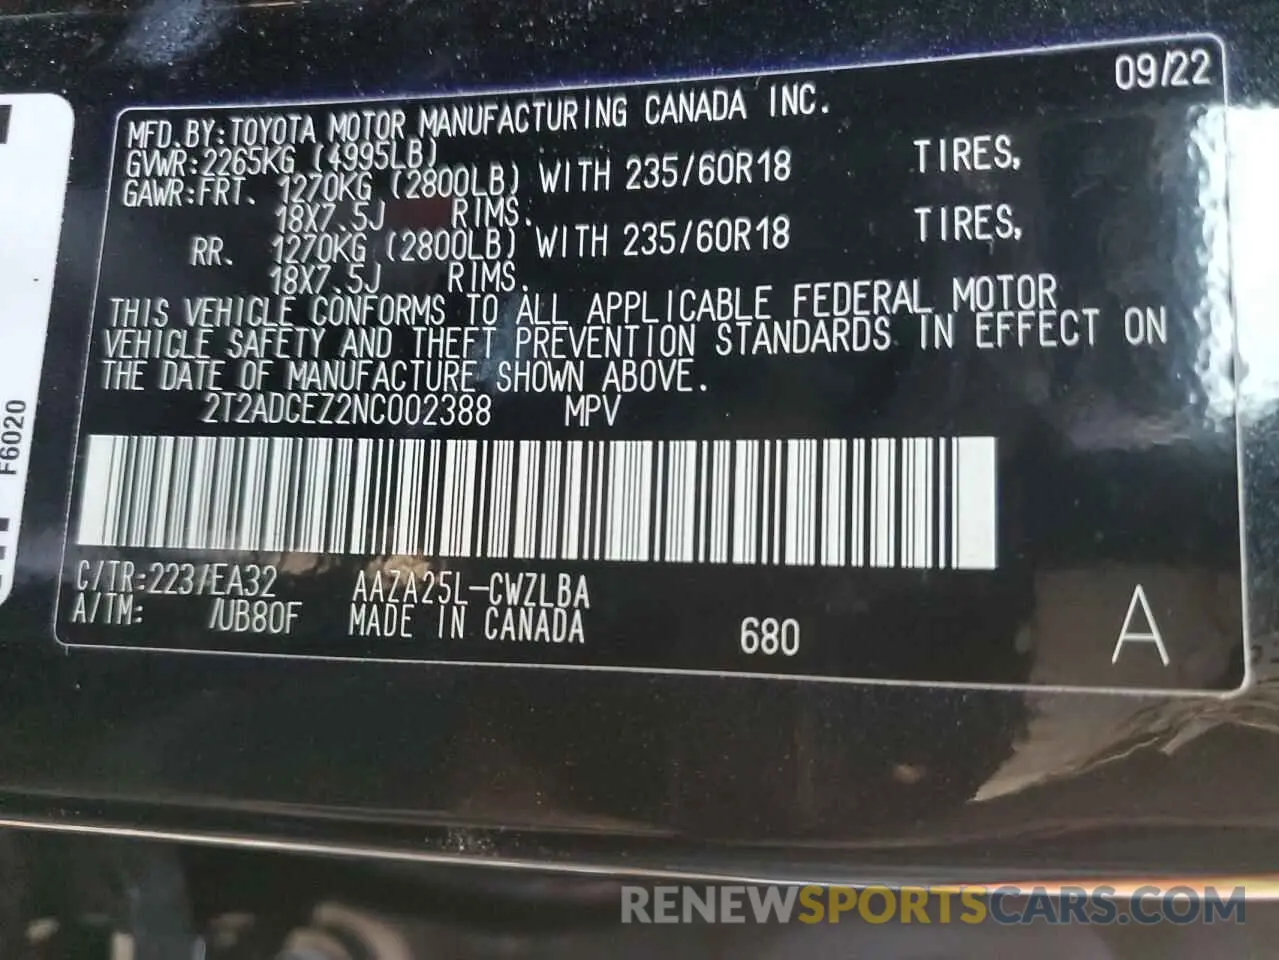 09/22
MFD.BY:TOYOTA MOTOR MANUFACTURING CANADA INC.
GVWR:2265KG (4995LB)
GAWR:FRT. 1270KG (2800LB) WITH 235/60R18 TIRES,
18X7.5J RIMS.
RR. 1270KG (2800LB) WITH 235/60R18 TIRES,
18X7.5J RIMS.
THIS VEHICLE CONFORMS TO ALL APPLICABLE FEDERAL MOTOR
VEHICLE SAFETY AND THEFT PREVENTION STANDARDS IN EFFECT ON
THE DATE OF MANUFACTURE SHOWN ABOVE.
2T2ADCEZ2NC002388 MPV
C/TR:223/EA32 AAZA25L-CWZLBA
A/TM: /UB80F MADE IN CANADA
680
A
F6020
RENEWSPORTSCARS.COM